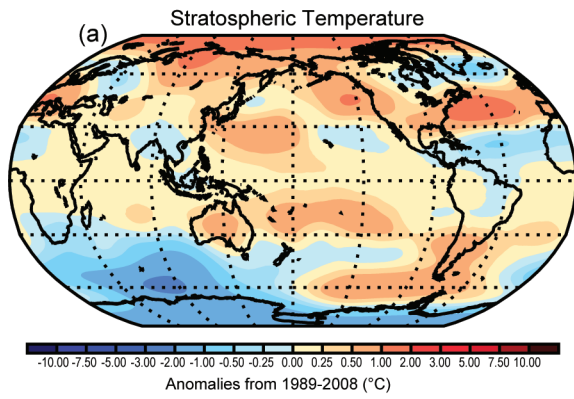 Stratospheric Temperature
(a)
-10.00 -7.00 -5.00 -3.00 -2.00 -1.00 -0.50 -0.25 0.00 0.25 0.50 1.00 2.00 3.00 5.00 7.50 10.00
Anomalies from 1989-2008 (°C)